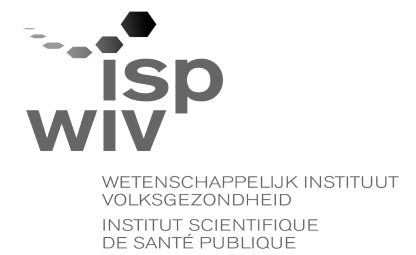 isp
wiv
WETENSCHAPPELIJK INSTITUUT
VOLKSGEZONDHEID
INSTITUT SCIENTIFIQUE
DE SANTÉ PUBLIQUE